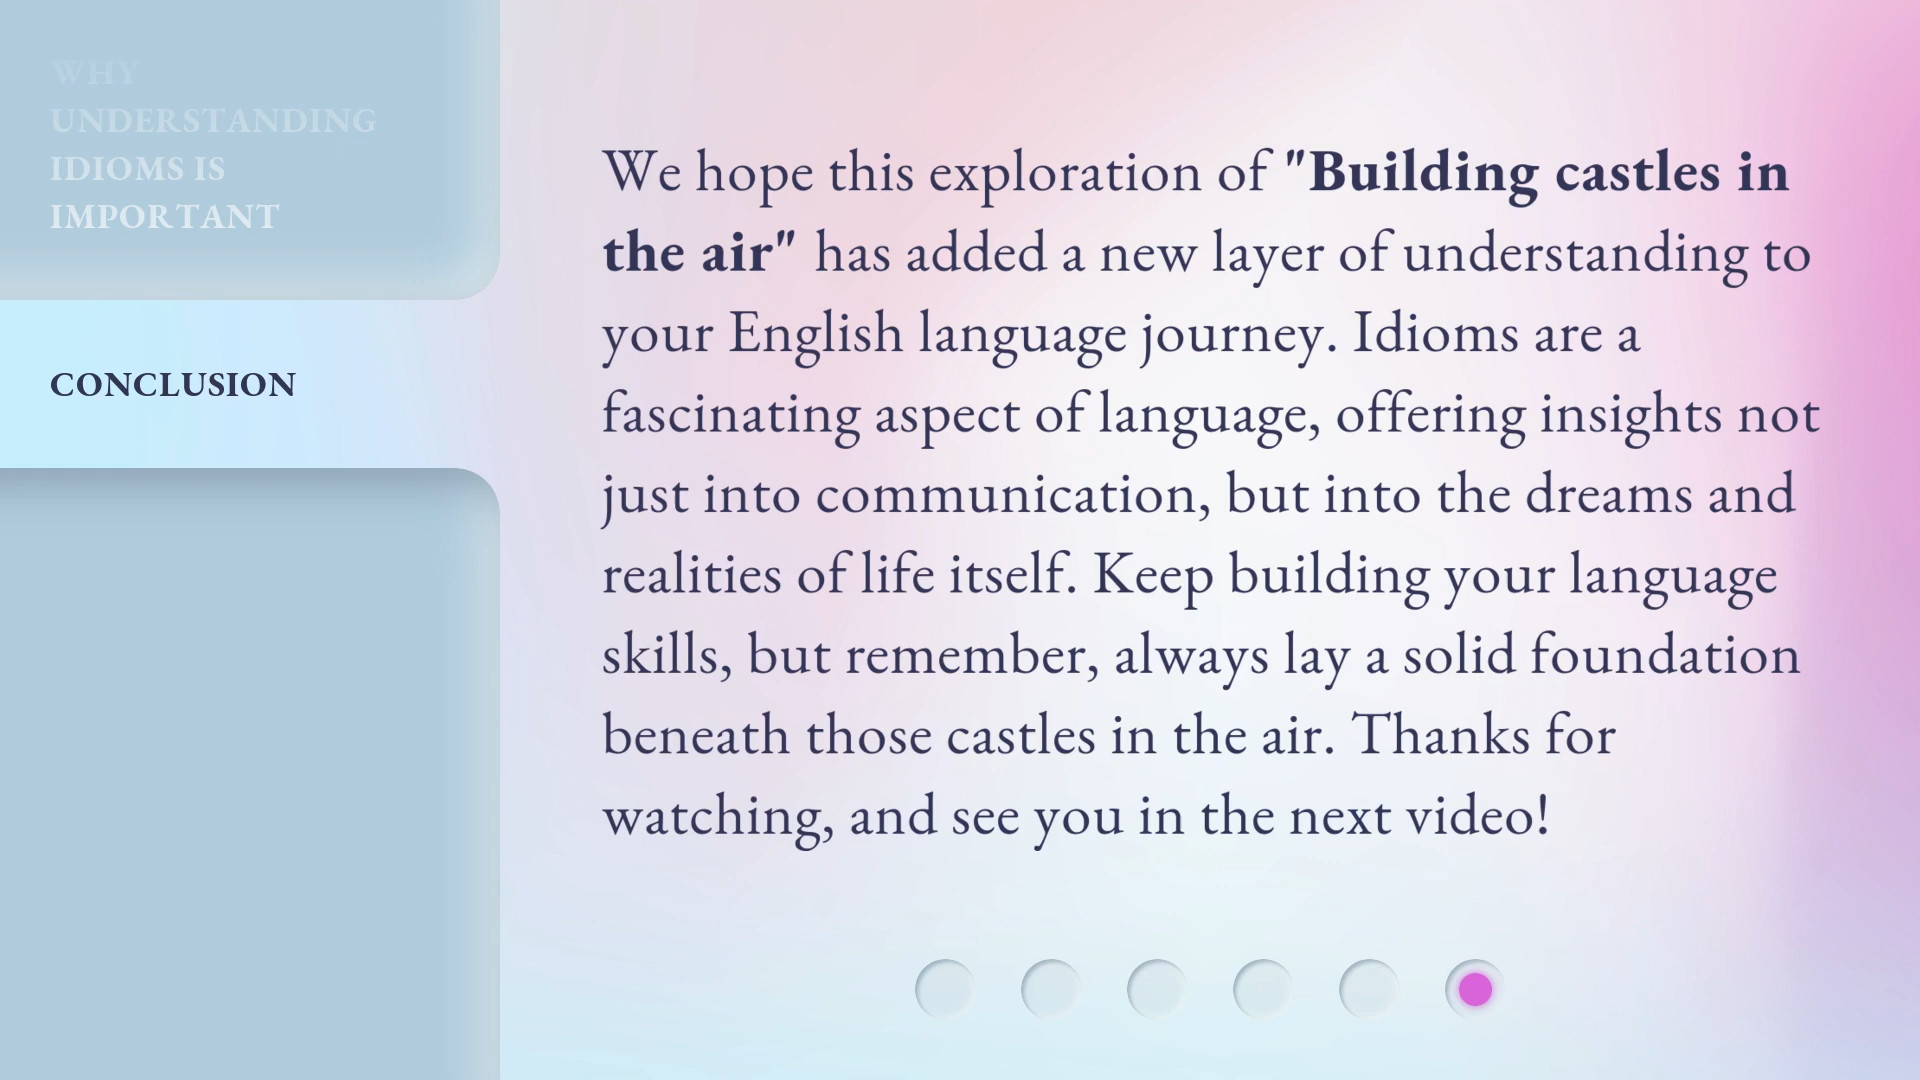 WHY
UNDERSTANDING
IDIOMS IS
IMPORTANT
CONCLUSION
We hope this exploration of "Building castles in
the air" has added a new layer of understanding to
your English language journey. Idioms are a
fascinating aspect of language, offering insights not
just into communication, but into the dreams and
realities of life itself. Keep building your language
skills, but remember, always lay a solid foundation
beneath those castles in the air. Thanks for
watching, and see you in the next video!